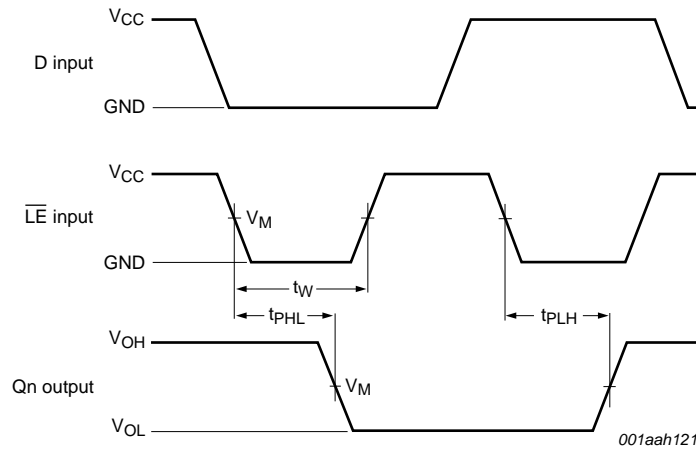 VCC
D input
GND
VCC
LE input
VM
GND
tW
tPHL
tPLH
VOH
Qn output
VM
VOL
001aah121